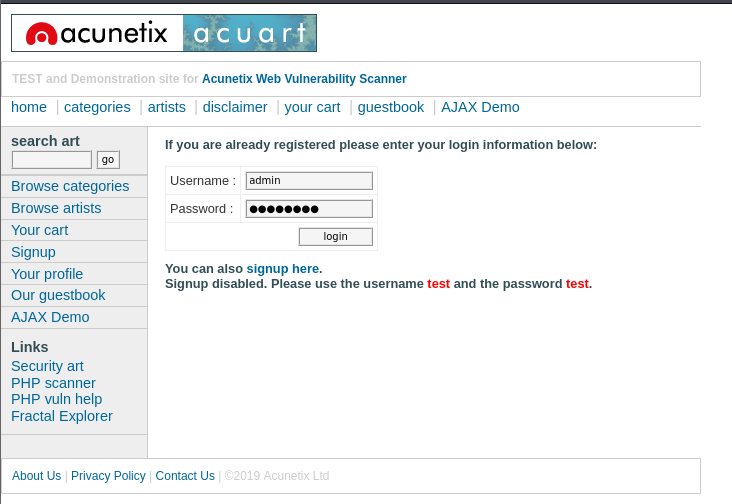 acunetix acuart
TEST and Demonstration site for Acunetix Web Vulnerability Scanner
home | categories | artists | disclaimer | your cart | guestbook | AJAX Demo
search art
go
Browse categories
Browse artists
Your cart
Signup
Your profile
Our guestbook
AJAX Demo
Links
Security art
PHP scanner
PHP vuln help
Fractal Explorer
If you are already registered please enter your login information below:
Username : admin
Password : ●●●●●●●●
login
You can also signup here.
Signup disabled. Please use the username test and the password test.
About Us | Privacy Policy | Contact Us | ©2019 Acunetix Ltd